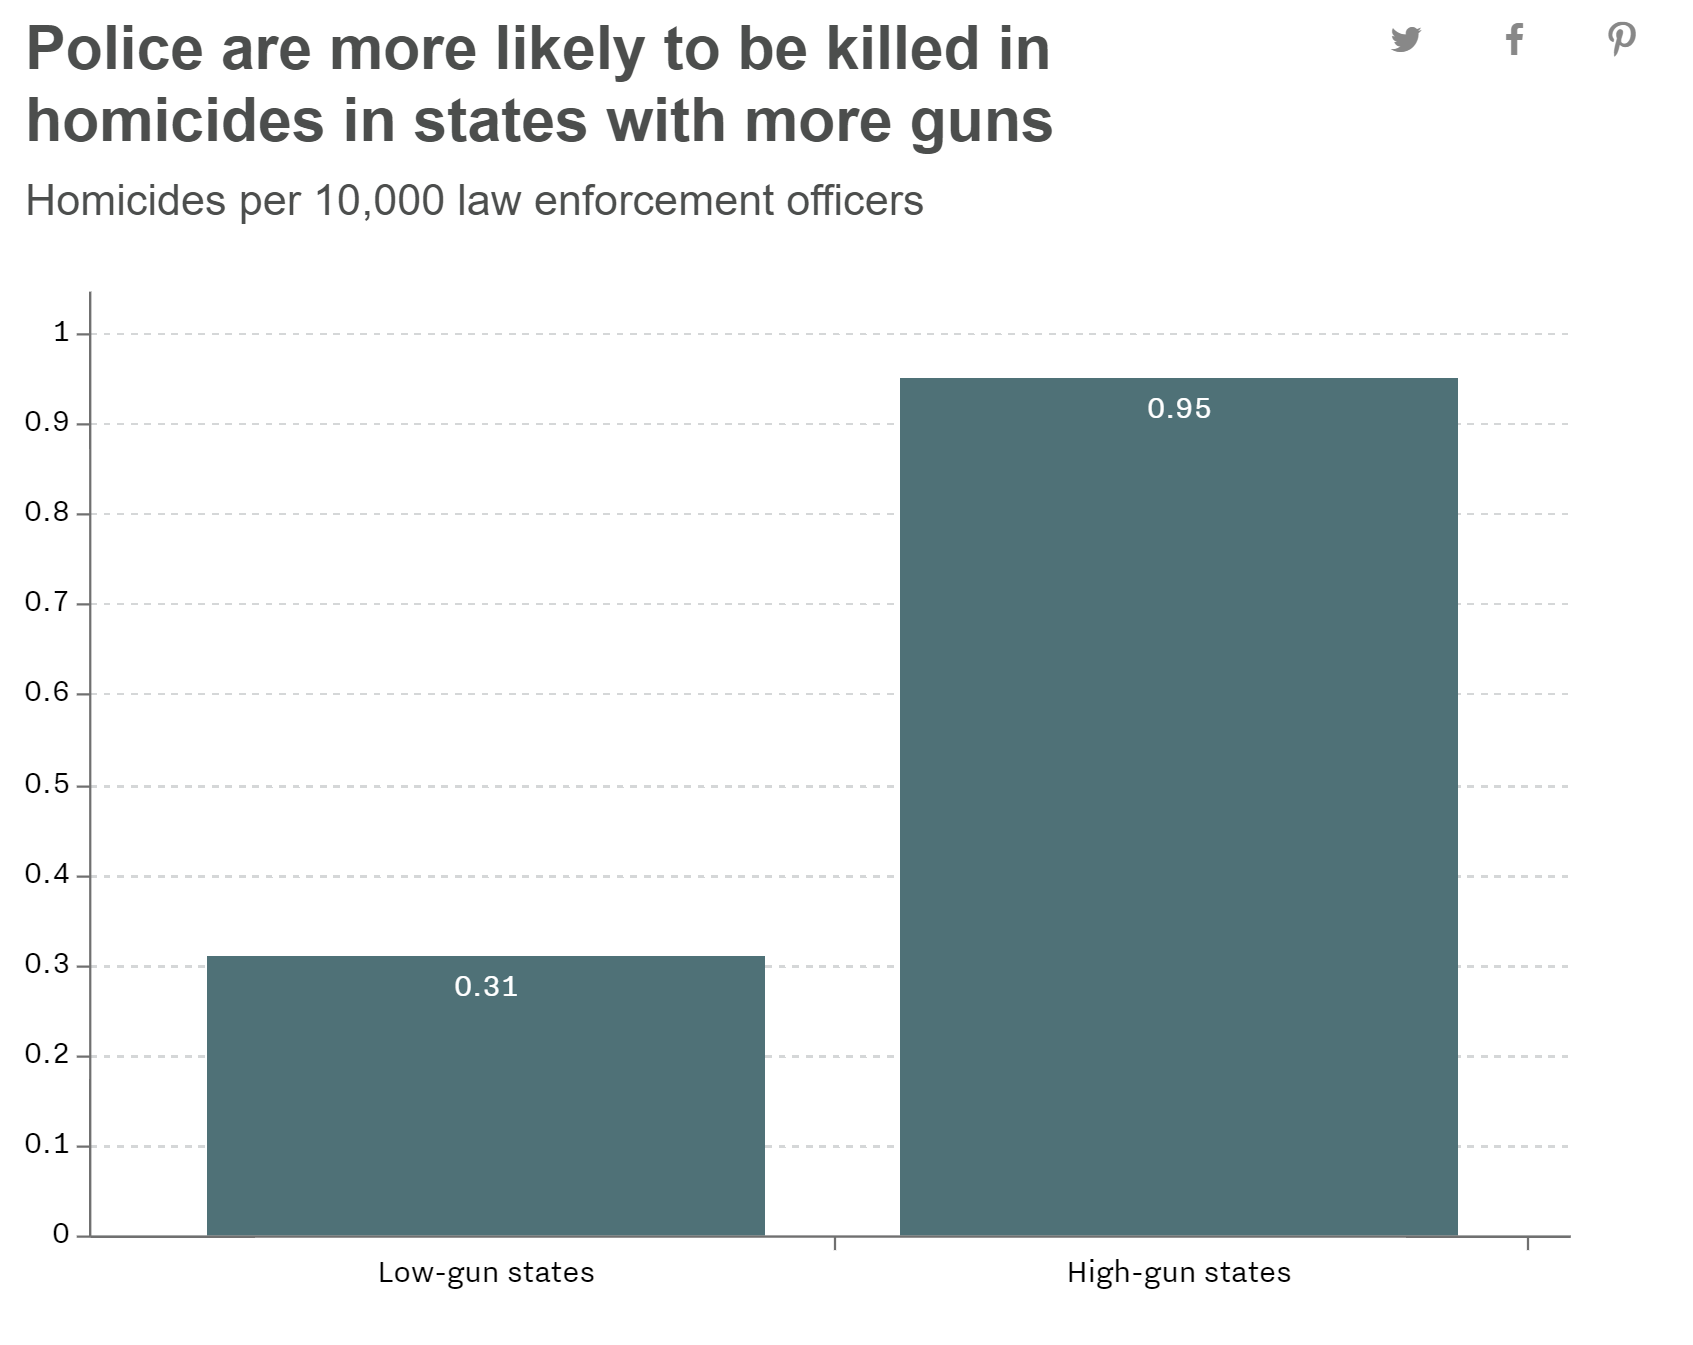 Police are more likely to be killed in
homicides in states with more guns
Homicides per 10,000 law enforcement officers
1
0.9
0.8
0.7
0.6
0.5
0.4
0.3
0.2
0.1
0
0.95
0.31
Low-gun states
High-gun states